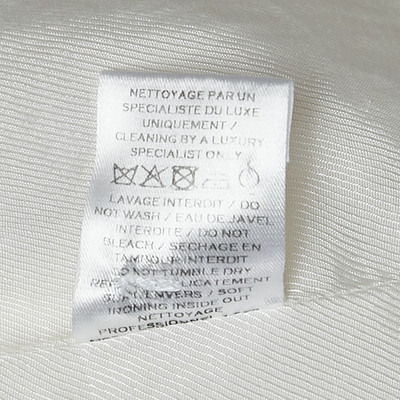 NETTOYAGE PAR UN
SPECIALISTE DU LUXE
UNIQUEMENT /
CLEANING BY A LUXURY
SPECIALIST ONLY
LAVAGE INTERDIT / DO
NOT WASH / EAU DE JAVEL
INTERDITE / DO NOT
BLEACH / SECHAGE EN
TAMBOUR INTERDIT
DO NOT TUMBLE DRY
DELICATEMENT
SUR ENVERS / SOFT
IRONING INSIDE OUT
NETTOYAGE